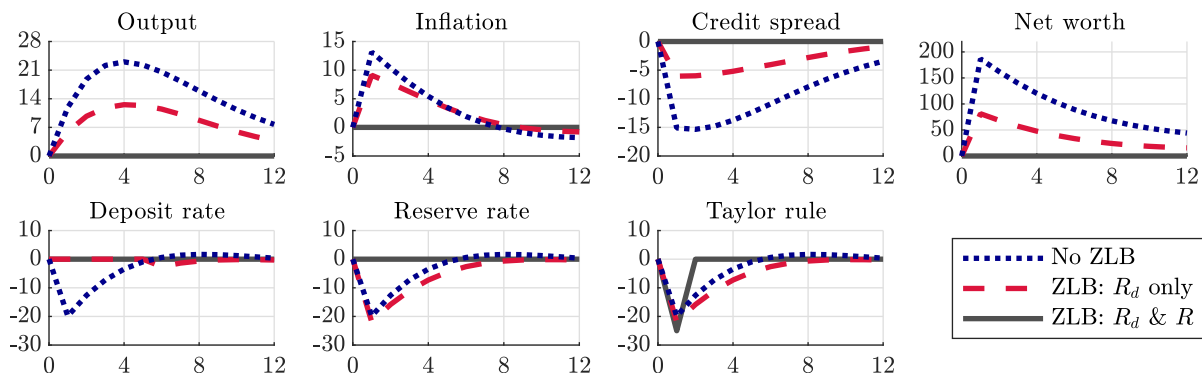 Output
Inflation
Credit spread
Net worth
28
21
14
7
0
0 4 8 12
15
10
5
0
-5
0 4 8 12
0
-5
-10
-15
-20
0 4 8 12
200
150
100
50
0
0 4 8 12
Deposit rate
Reserve rate
Taylor rule
10
0
-10
-20
-30
0 4 8 12
10
0
-10
-20
-30
0 4 8 12
10
0
-10
-20
-30
0 4 8 12
No ZLB
ZLB: R_d only
ZLB: R_d & R